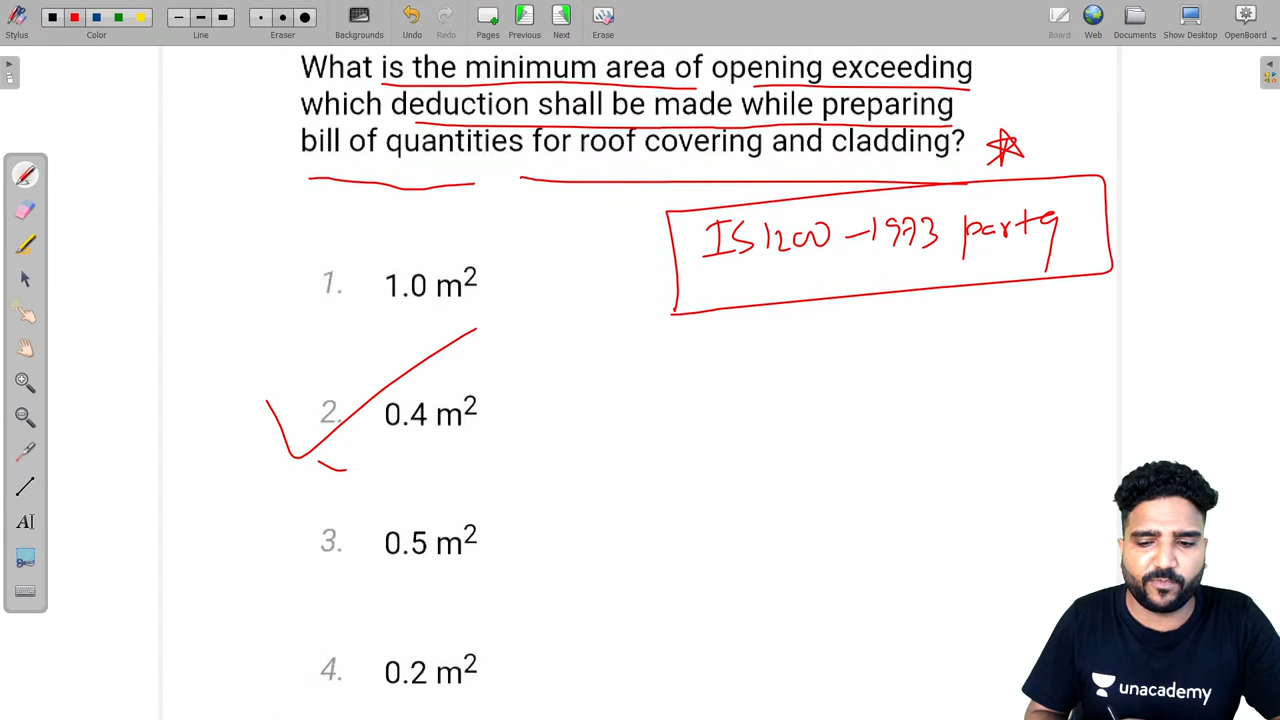 Stylus
Color
Line
Eraser
Backgrounds
Undo
Redo
Pages
Previous
Next
Erase
Board
Web
Documents
Show Desktop
OpenBoard
What is the minimum area of opening exceeding
which deduction shall be made while preparing
bill of quantities for roof covering and cladding?
IS 1200 - 1973 part 9
1. 1.0 m²
2. 0.4 m²
3. 0.5 m²
4. 0.2 m²
AI
unacademy